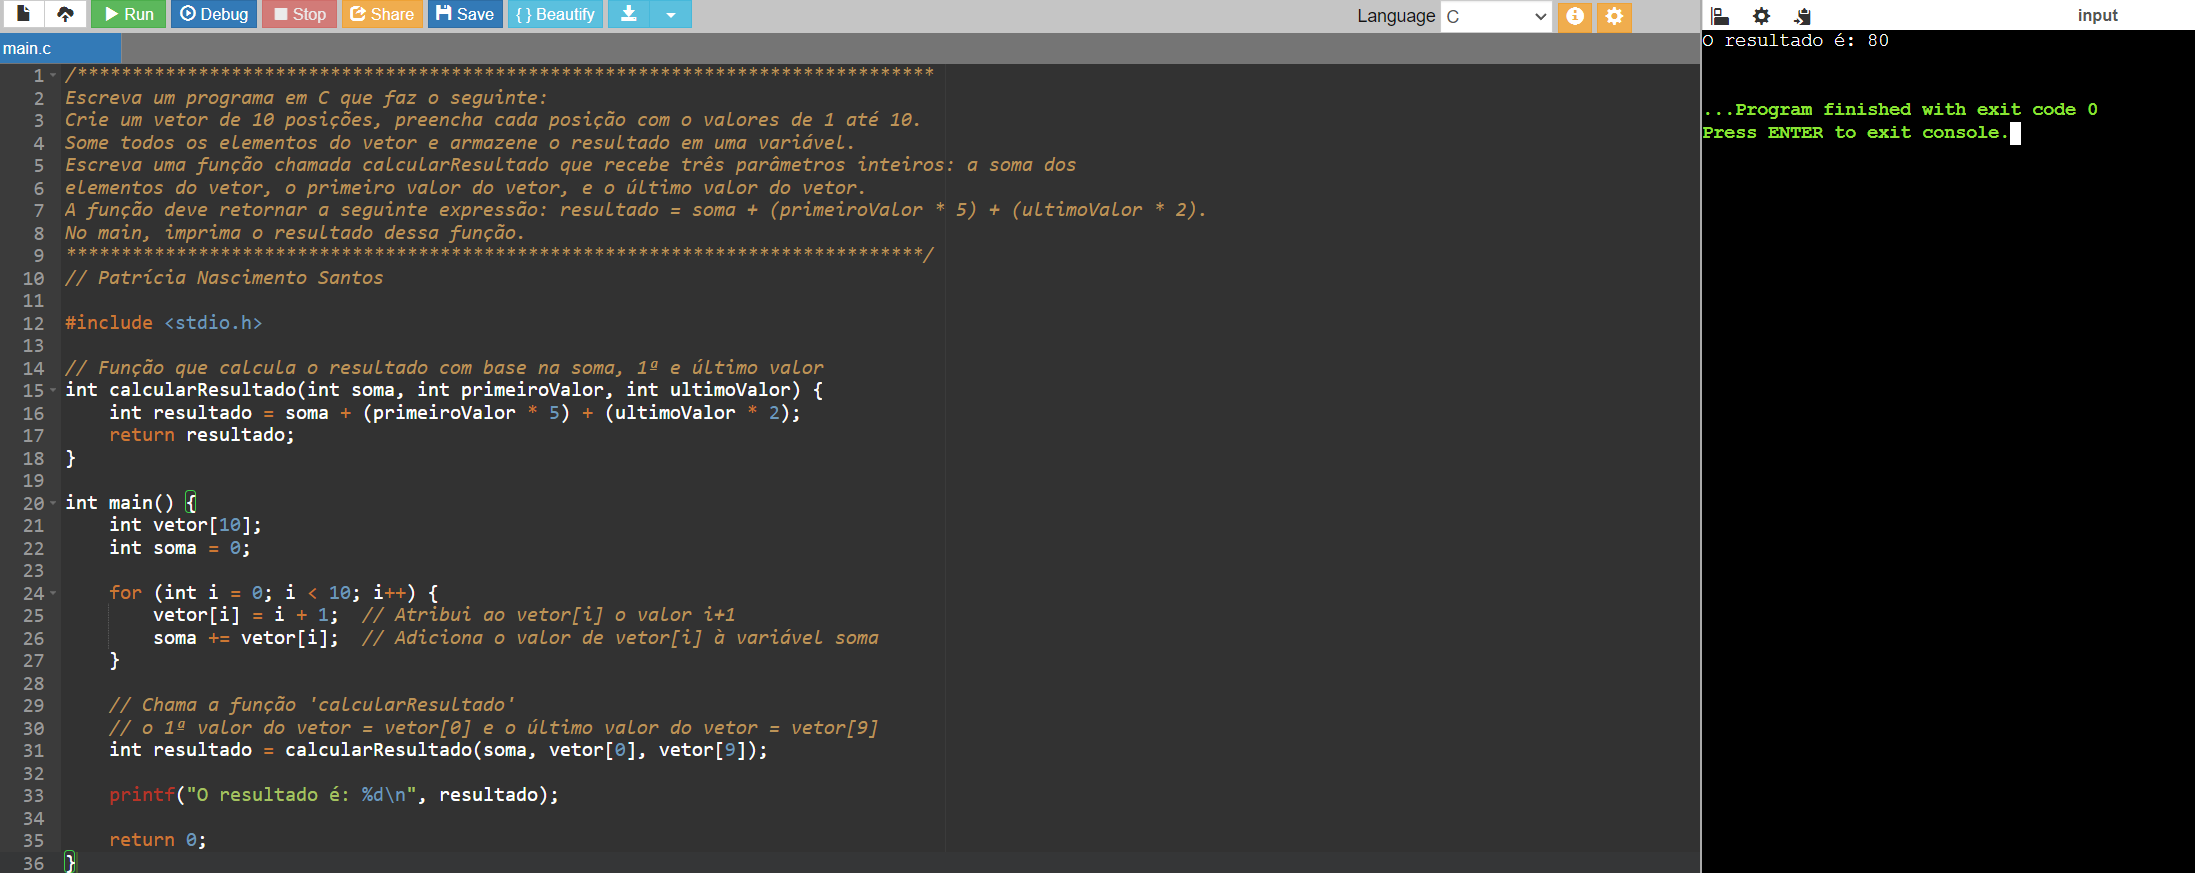 Run Debug Stop Share Save { } Beautify Language C input
main.c
1 /******************************************************************************
2 Escreva um programa em C que faz o seguinte:
3 Crie um vetor de 10 posições, preencha cada posição com o valores de 1 até 10.
4 Some todos os elementos do vetor e armazene o resultado em uma variável.
5 Escreva uma função chamada calcularResultado que recebe três parâmetros inteiros: a soma dos
6 elementos do vetor, o primeiro valor do vetor, e o último valor do vetor.
7 A função deve retornar a seguinte expressão: resultado = soma + (primeiroValor * 5) + (ultimoValor * 2).
8 No main, imprima o resultado dessa função.
9 ******************************************************************************/
10 // Patrícia Nascimento Santos
11
12 #include <stdio.h>
13
14 // Função que calcula o resultado com base na soma, 1ª e último valor
15 int calcularResultado(int soma, int primeiroValor, int ultimoValor) {
16     int resultado = soma + (primeiroValor * 5) + (ultimoValor * 2);
17     return resultado;
18 }
19
20 int main() {
21     int vetor[10];
22     int soma = 0;
23
24     for (int i = 0; i < 10; i++) {
25         vetor[i] = i + 1;  // Atribui ao vetor[i] o valor i+1
26         soma += vetor[i];  // Adiciona o valor de vetor[i] à variável soma
27     }
28
29     // Chama a função 'calcularResultado'
30     // o 1ª valor do vetor = vetor[0] e o último valor do vetor = vetor[9]
31     int resultado = calcularResultado(soma, vetor[0], vetor[9]);
32
33     printf("O resultado é: %d\n", resultado);
34
35     return 0;
36 }
O resultado é: 80
...Program finished with exit code 0
Press ENTER to exit console.